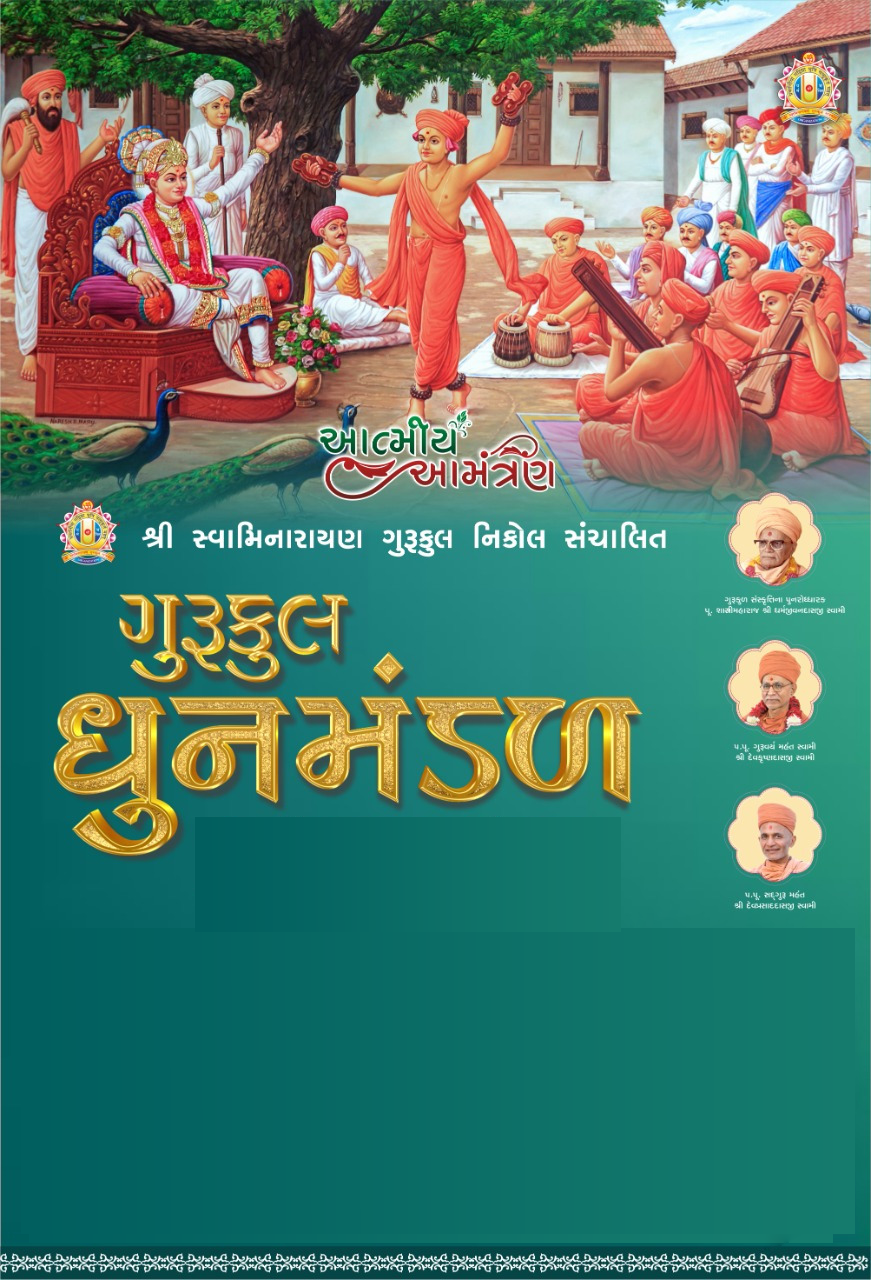 આત્મીય
આમંત્રણ
શ્રી સ્વામિનારાયણ ગુરૂકુલ નિકોલ સંચાલિત
ગુરૂકુલ
ધુનમંડળ
ગુરૂકુળ સંસ્કૃતિના પુનરોધ્ધારક
પૂ. શાસ્ત્રીમહારાજ શ્રી ધર્મજીવનદાસજી સ્વામી
પ.પૂ. ગુરૂવર્ય મહંત સ્વામી
શ્રી દેવકૃષ્ણદાસજી સ્વામી
પ.પૂ. સદ્‌ગુરૂ મહંત
શ્રી દેવપ્રસાદદાસજી સ્વામી